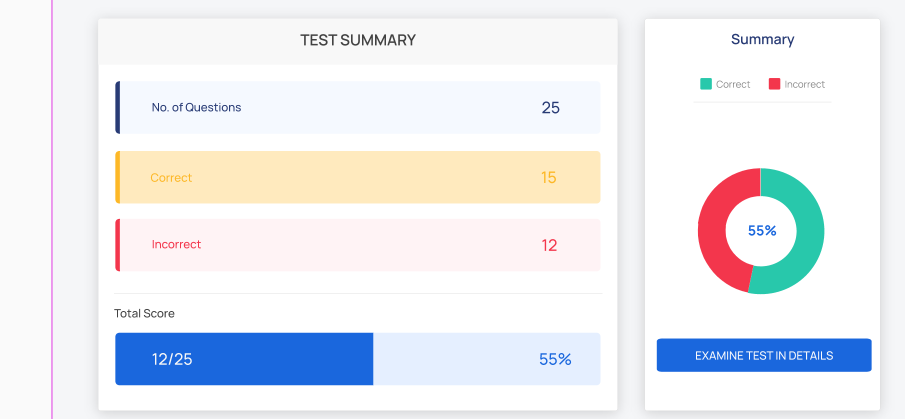 TEST SUMMARY
No. of Questions 25
Correct 15
Incorrect 12
Total Score
12/25 55%
Summary
Correct Incorrect
55%
EXAMINE TEST IN DETAILS